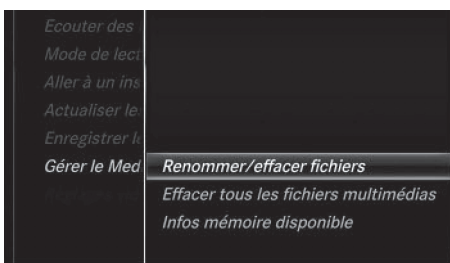 Ecouter des
Mode de lect
Aller à un ins
Actualiser le
Enregistrer le
Gérer le Med
Renommer/effacer fichiers
Effacer tous les fichiers multimédias
Infos mémoire disponible